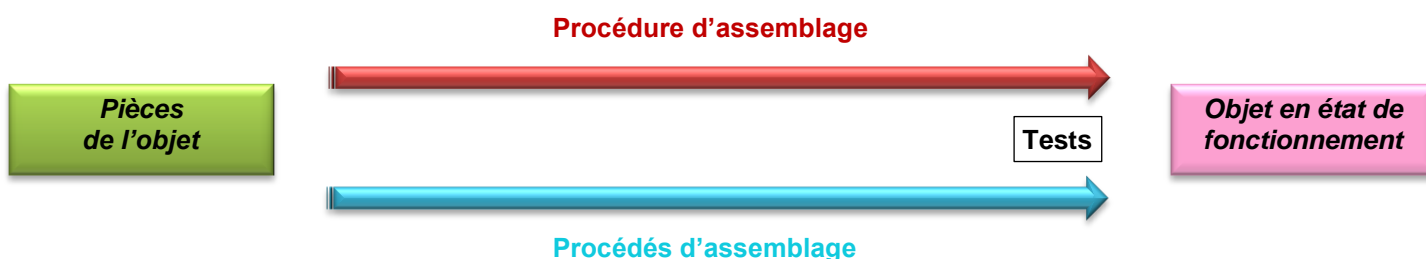 Procédure d’assemblage
Pièces
de l’objet
Tests
Objet en état de
fonctionnement
Procédés d’assemblage